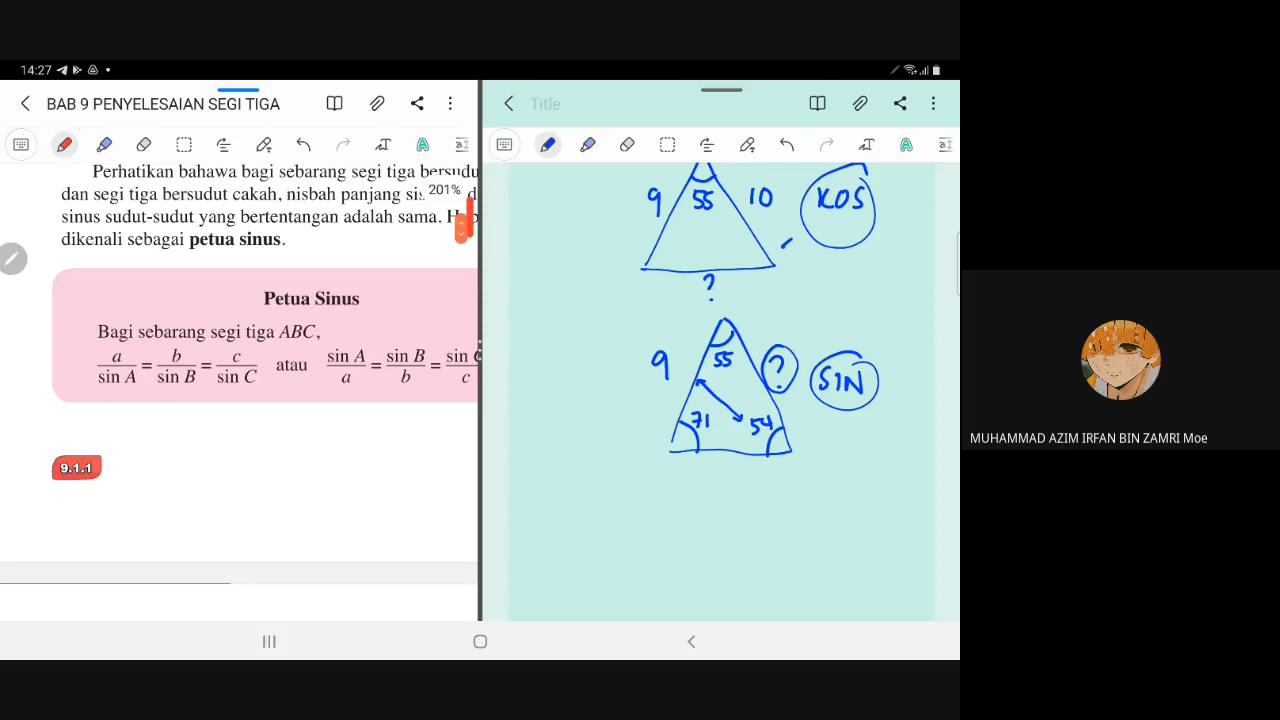 14:27
BAB 9 PENYELESAIAN SEGI TIGA
Perhatikan bahawa bagi sebarang segi tiga bersudu
dan segi tiga bersudut cakah, nisbah panjang sis
201%
sinus sudut-sudut yang bertentangan adalah sama. H
dikenali sebagai petua sinus.
Petua Sinus
Bagi sebarang segi tiga ABC,
a/sin A = b/sin B = c/sin C atau sin A/a = sin B/b = sin C/c
9.1.1
Title
9 55 10 KOS
?
9 55 ? SIN
71 54
MUHAMMAD AZIM IRFAN BIN ZAMRI Moe